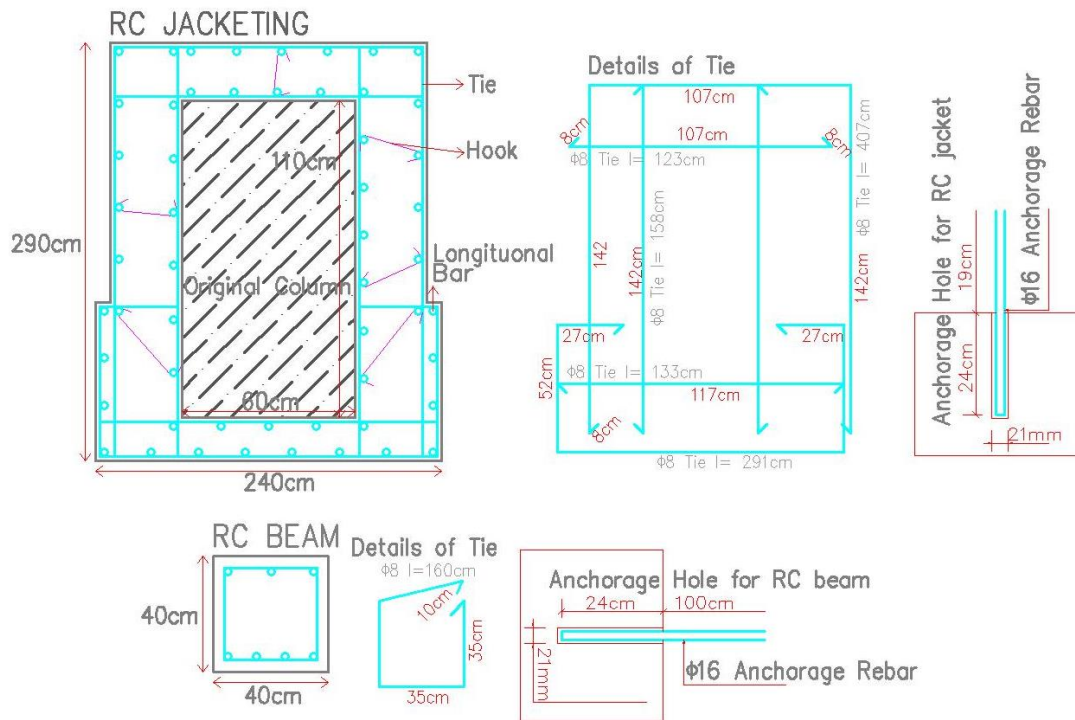 RC JACKETING
Tie
Hook
110cm
290cm
Longituonal
Bar
Original Column
60cm
240cm
Details of Tie
107cm
8cm
107cm
8cm
Φ8 Tie l= 123cm
Φ8 Tie l= 407cm
142
142cm
Φ8 Tie l= 158cm
142cm
27cm
27cm
Φ8 Tie l= 133cm
52cm
117cm
8cm
Φ8 Tie l= 291cm
Anchorage Hole for RC jacket
19cm
24cm
Φ16 Anchorage Rebar
21mm
RC BEAM
40cm
40cm
Details of Tie
Φ8 l=160cm
10cm
35cm
35cm
Anchorage Hole for RC beam
24cm
100cm
21mm
Φ16 Anchorage Rebar